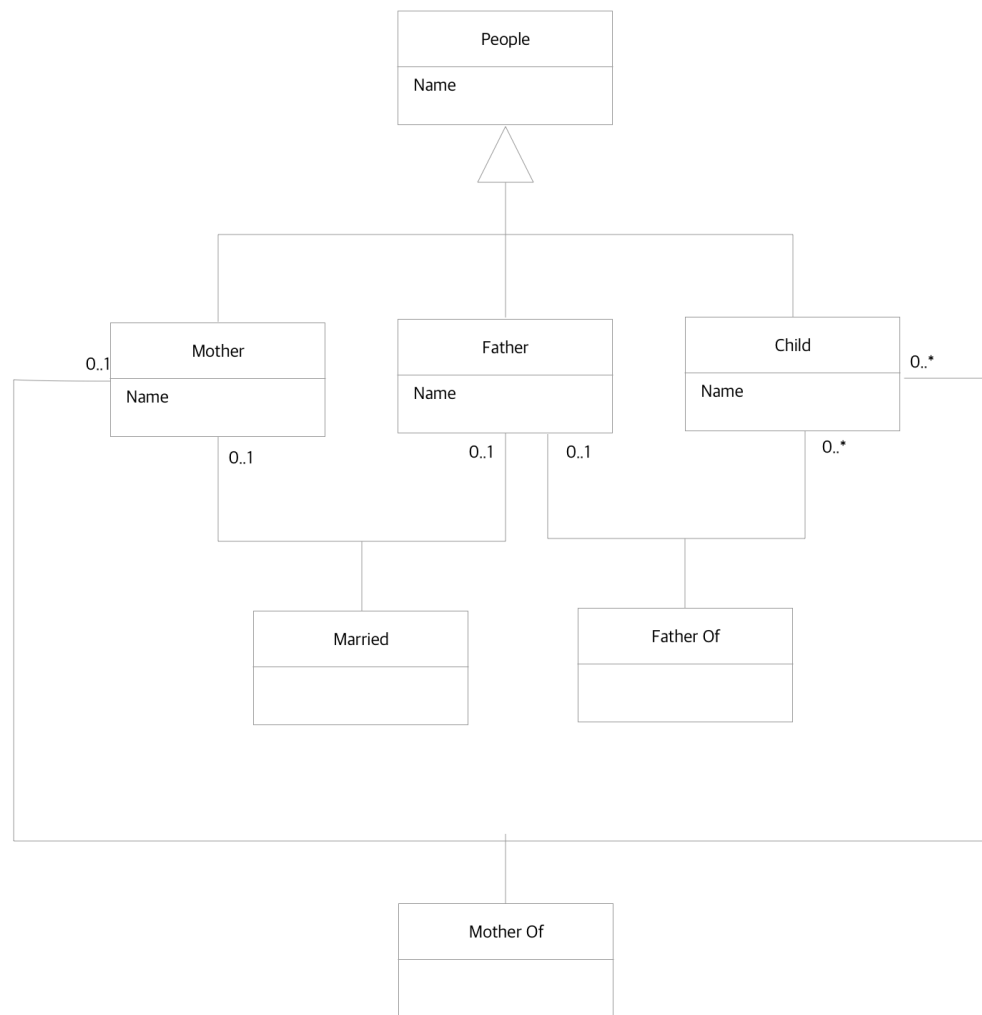 People
Name
Mother
Father
Child
0..1
0..*
Name
Name
Name
0..1
0..1
0..1
0..*
Married
Father Of
Mother Of